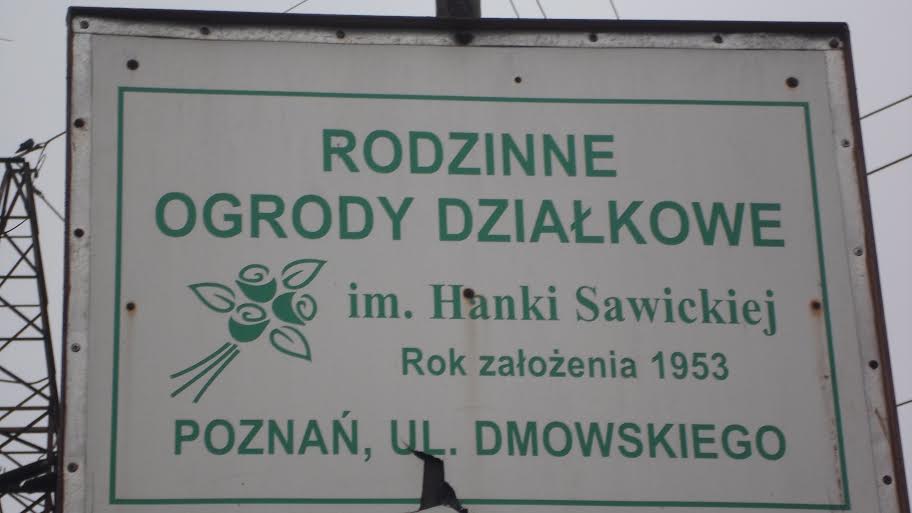 RODZINNE
OGRODY DZIAŁKOWE
im. Hanki Sawickiej
Rok założenia 1953
POZNAŃ, UL. DMOWSKIEGO